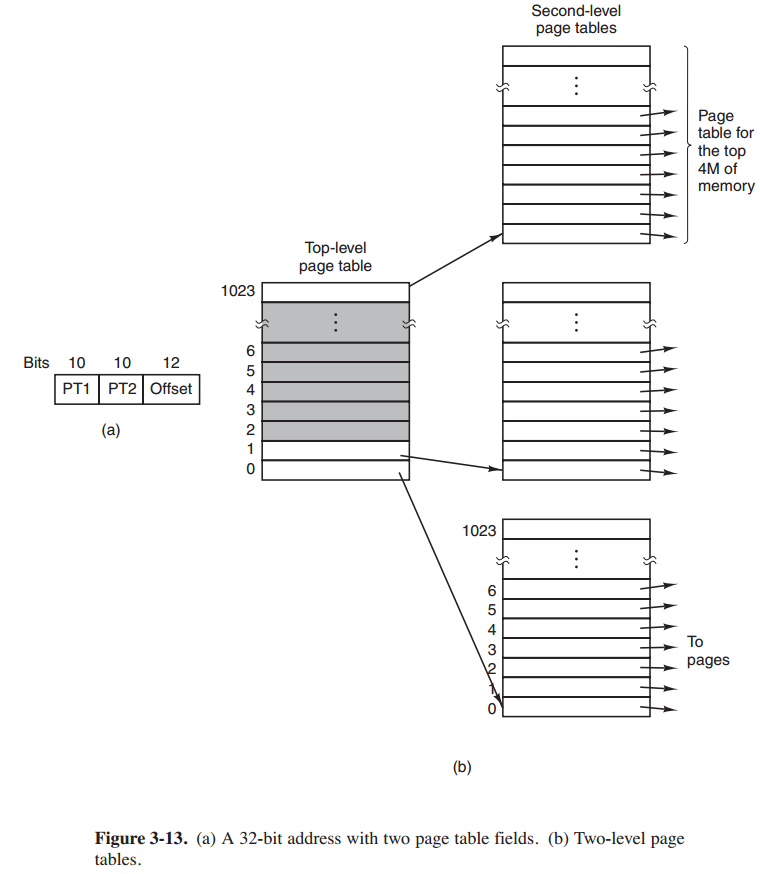 Second-level
page tables
Page
table for
the top
4M of
memory
Top-level
page table
1023
6
5
4
3
2
1
0
Bits 10 10 12
PT1 PT2 Offset
(a)
1023
6
5
4
3
2
1
0
To
pages
(b)
Figure 3-13. (a) A 32-bit address with two page table fields. (b) Two-level page
tables.